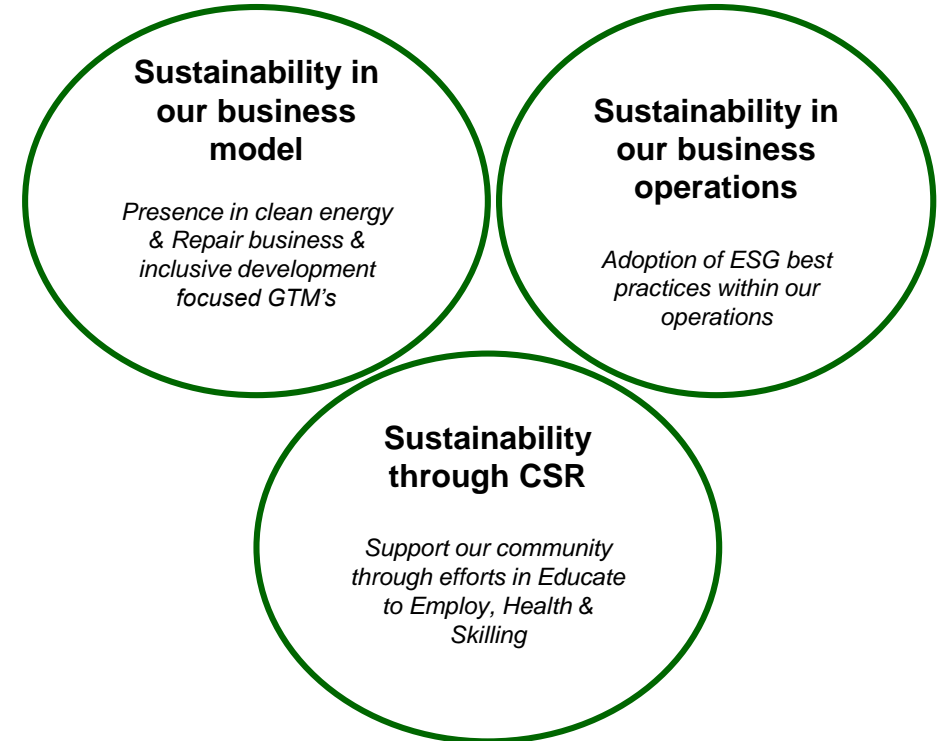 Sustainability in
our business
model
Presence in clean energy
& Repair business &
inclusive development
focused GTM's
Sustainability in
our business
operations
Adoption of ESG best
practices within our
operations
Sustainability
through CSR
Support our community
through efforts in Educate
to Employ, Health &
Skilling